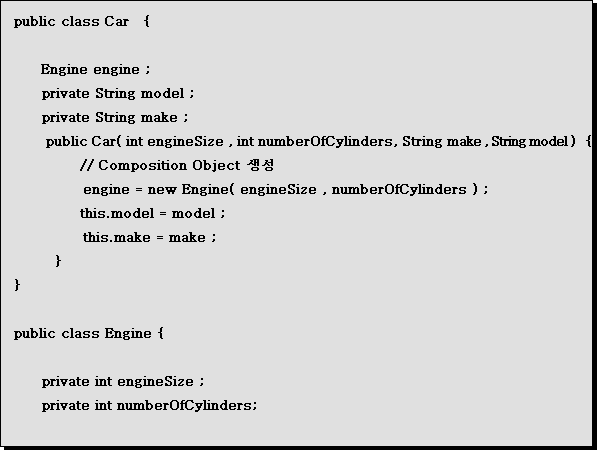 public class Car {
Engine engine ;
private String model ;
private String make ;
public Car( int engineSize , int numberOfCylinders, String make , String model ) {
// Composition Object 생성
engine = new Engine( engineSize , numberOfCylinders ) ;
this.model = model ;
this.make = make ;
}
}
public class Engine {
private int engineSize ;
private int numberOfCylinders;